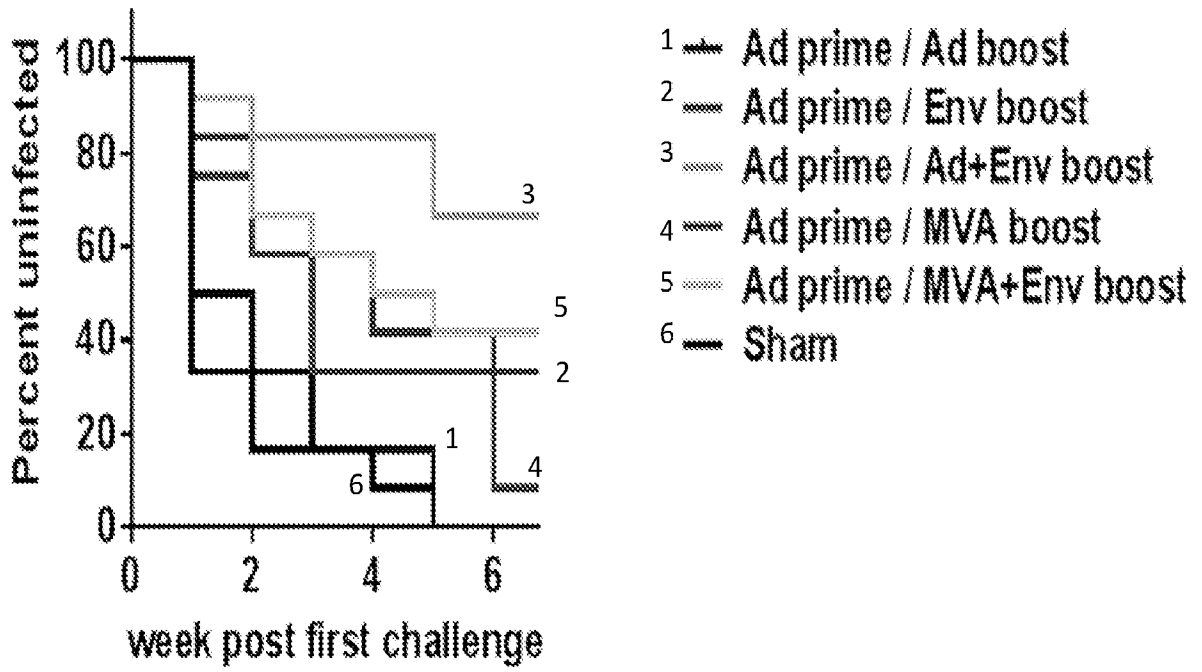 Percent uninfected
100
80
60
40
20
0
0 2 4 6
week post first challenge
3
5
2
1
6
4
1 Ad prime / Ad boost
2 Ad prime / Env boost
3 Ad prime / Ad+Env boost
4 Ad prime / MVA boost
5 Ad prime / MVA+Env boost
6 Sham